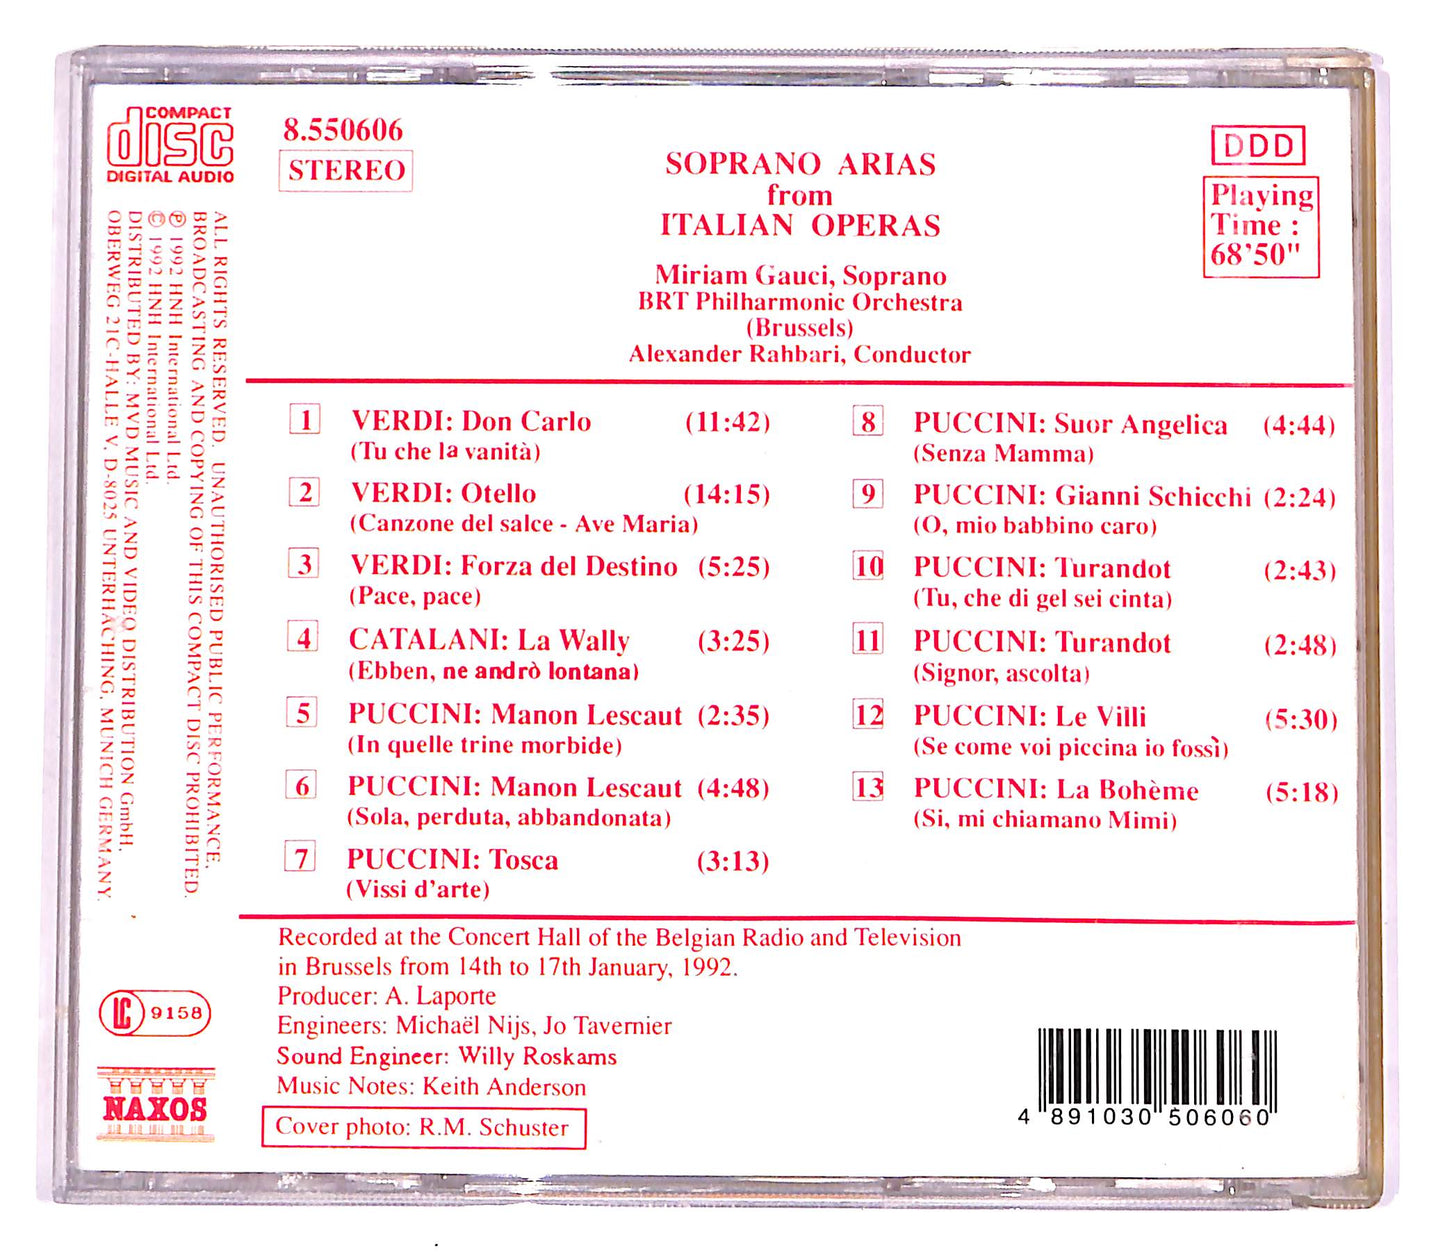 COMPACT
disc
DIGITAL AUDIO
8.550606
STEREO
SOPRANO ARIAS
from
ITALIAN OPERAS
Miriam Gauci, Soprano
BRT Philharmonic Orchestra
(Brussels)
Alexander Rahbari, Conductor
DDD
Playing
Time :
68'50"
ALL RIGHTS RESERVED. UNAUTHORISED PUBLIC PERFORMANCE,
BROADCASTING AND COPYING OF THIS COMPACT DISC PROHIBITED.
℗ 1992 HNH International Ltd.
© 1992 HNH International Ltd.
DISTRIBUTED BY: MVD MUSIC AND VIDEO DISTRIBUTION GmbH,
OBERWEG 21C-HALLE V. D-8025 UNTERHACHING, MUNICH GERMANY.
1 VERDI: Don Carlo (11:42)
(Tu che la vanità)
2 VERDI: Otello (14:15)
(Canzone del salce - Ave Maria)
3 VERDI: Forza del Destino (5:25)
(Pace, pace)
4 CATALANI: La Wally (3:25)
(Ebben, ne andrò lontana)
5 PUCCINI: Manon Lescaut (2:35)
(In quelle trine morbide)
6 PUCCINI: Manon Lescaut (4:48)
(Sola, perduta, abbandonata)
7 PUCCINI: Tosca (3:13)
(Vissi d'arte)
8 PUCCINI: Suor Angelica (4:44)
(Senza Mamma)
9 PUCCINI: Gianni Schicchi (2:24)
(O, mio babbino caro)
10 PUCCINI: Turandot (2:43)
(Tu, che di gel sei cinta)
11 PUCCINI: Turandot (2:48)
(Signor, ascolta)
12 PUCCINI: Le Villi (5:30)
(Se come voi piccina io fossì)
13 PUCCINI: La Bohème (5:18)
(Si, mi chiamano Mimi)
Recorded at the Concert Hall of the Belgian Radio and Television
in Brussels from 14th to 17th January, 1992.
Producer: A. Laporte
Engineers: Michaël Nijs, Jo Tavernier
Sound Engineer: Willy Roskams
Music Notes: Keith Anderson
Cover photo: R.M. Schuster
LC 9158
NAXOS
4 891030 506060